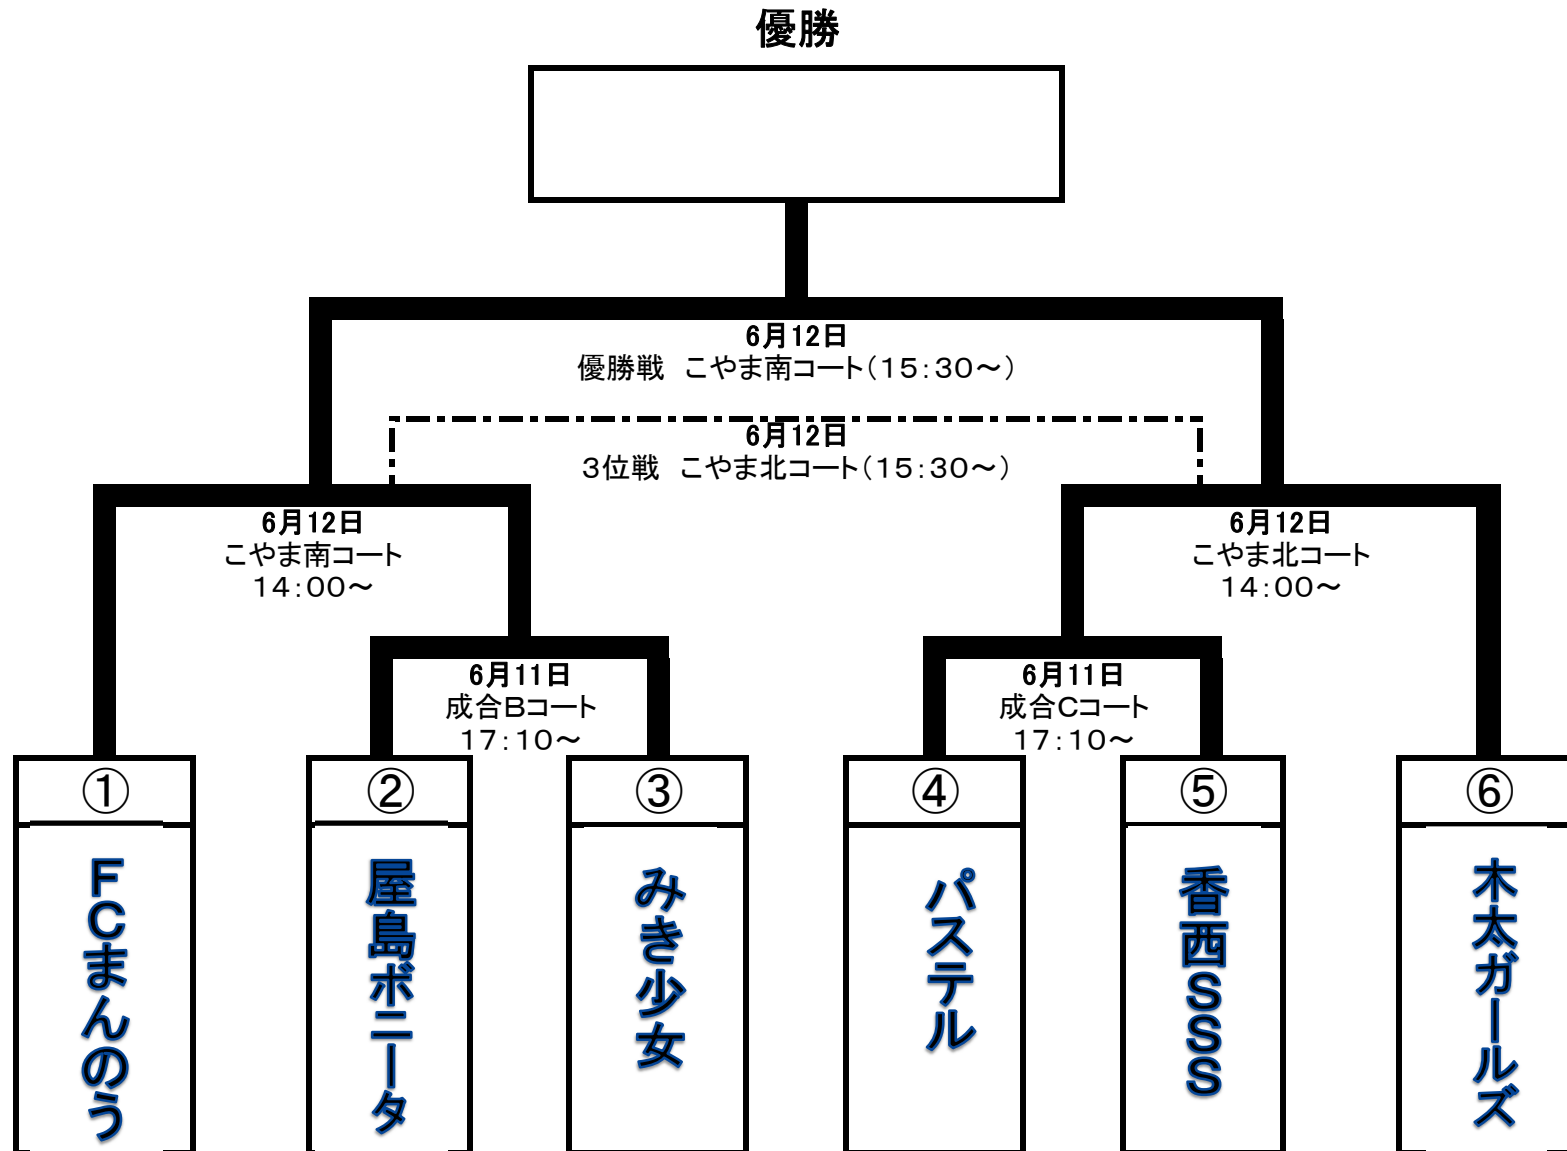 優勝
6月12日
優勝戦　こやま南コート（１５：３０～）
6月12日
３位戦　こやま北コート（１５：３０～）
6月12日
こやま南コート
１４：００～
6月12日
こやま北コート
１４：００～
6月11日
成合Bコート
１７：１０～
6月11日
成合Cコート
１７：１０～
①
②
③
④
⑤
⑥
ＦＣまんのう
屋島ボニータ
みき少女
パステル
香西ＳＳＳ
木太ガールズ